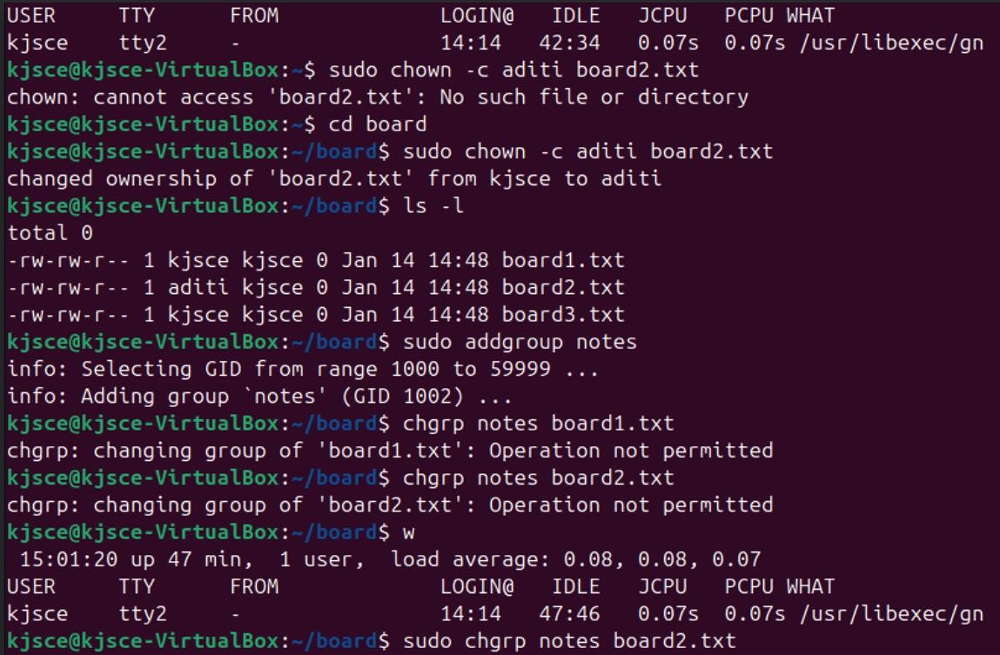 USER     TTY      FROM             LOGIN@   IDLE   JCPU   PCPU WHAT
kjsce    tty2     -                14:14   42:34   0.07s  0.07s /usr/libexec/gn
kjsce@kjsce-VirtualBox:~$ sudo chown -c aditi board2.txt
chown: cannot access 'board2.txt': No such file or directory
kjsce@kjsce-VirtualBox:~$ cd board
kjsce@kjsce-VirtualBox:~/board$ sudo chown -c aditi board2.txt
changed ownership of 'board2.txt' from kjsce to aditi
kjsce@kjsce-VirtualBox:~/board$ ls -l
total 0
-rw-rw-r-- 1 kjsce kjsce 0 Jan 14 14:48 board1.txt
-rw-rw-r-- 1 aditi kjsce 0 Jan 14 14:48 board2.txt
-rw-rw-r-- 1 kjsce kjsce 0 Jan 14 14:48 board3.txt
kjsce@kjsce-VirtualBox:~/board$ sudo addgroup notes
info: Selecting GID from range 1000 to 59999 ...
info: Adding group `notes' (GID 1002) ...
kjsce@kjsce-VirtualBox:~/board$ chgrp notes board1.txt
chgrp: changing group of 'board1.txt': Operation not permitted
kjsce@kjsce-VirtualBox:~/board$ chgrp notes board2.txt
chgrp: changing group of 'board2.txt': Operation not permitted
kjsce@kjsce-VirtualBox:~/board$ w
 15:01:20 up 47 min,  1 user,  load average: 0.08, 0.08, 0.07
USER     TTY      FROM             LOGIN@   IDLE   JCPU   PCPU WHAT
kjsce    tty2     -                14:14   47:46   0.07s  0.07s /usr/libexec/gn
kjsce@kjsce-VirtualBox:~/board$ sudo chgrp notes board2.txt